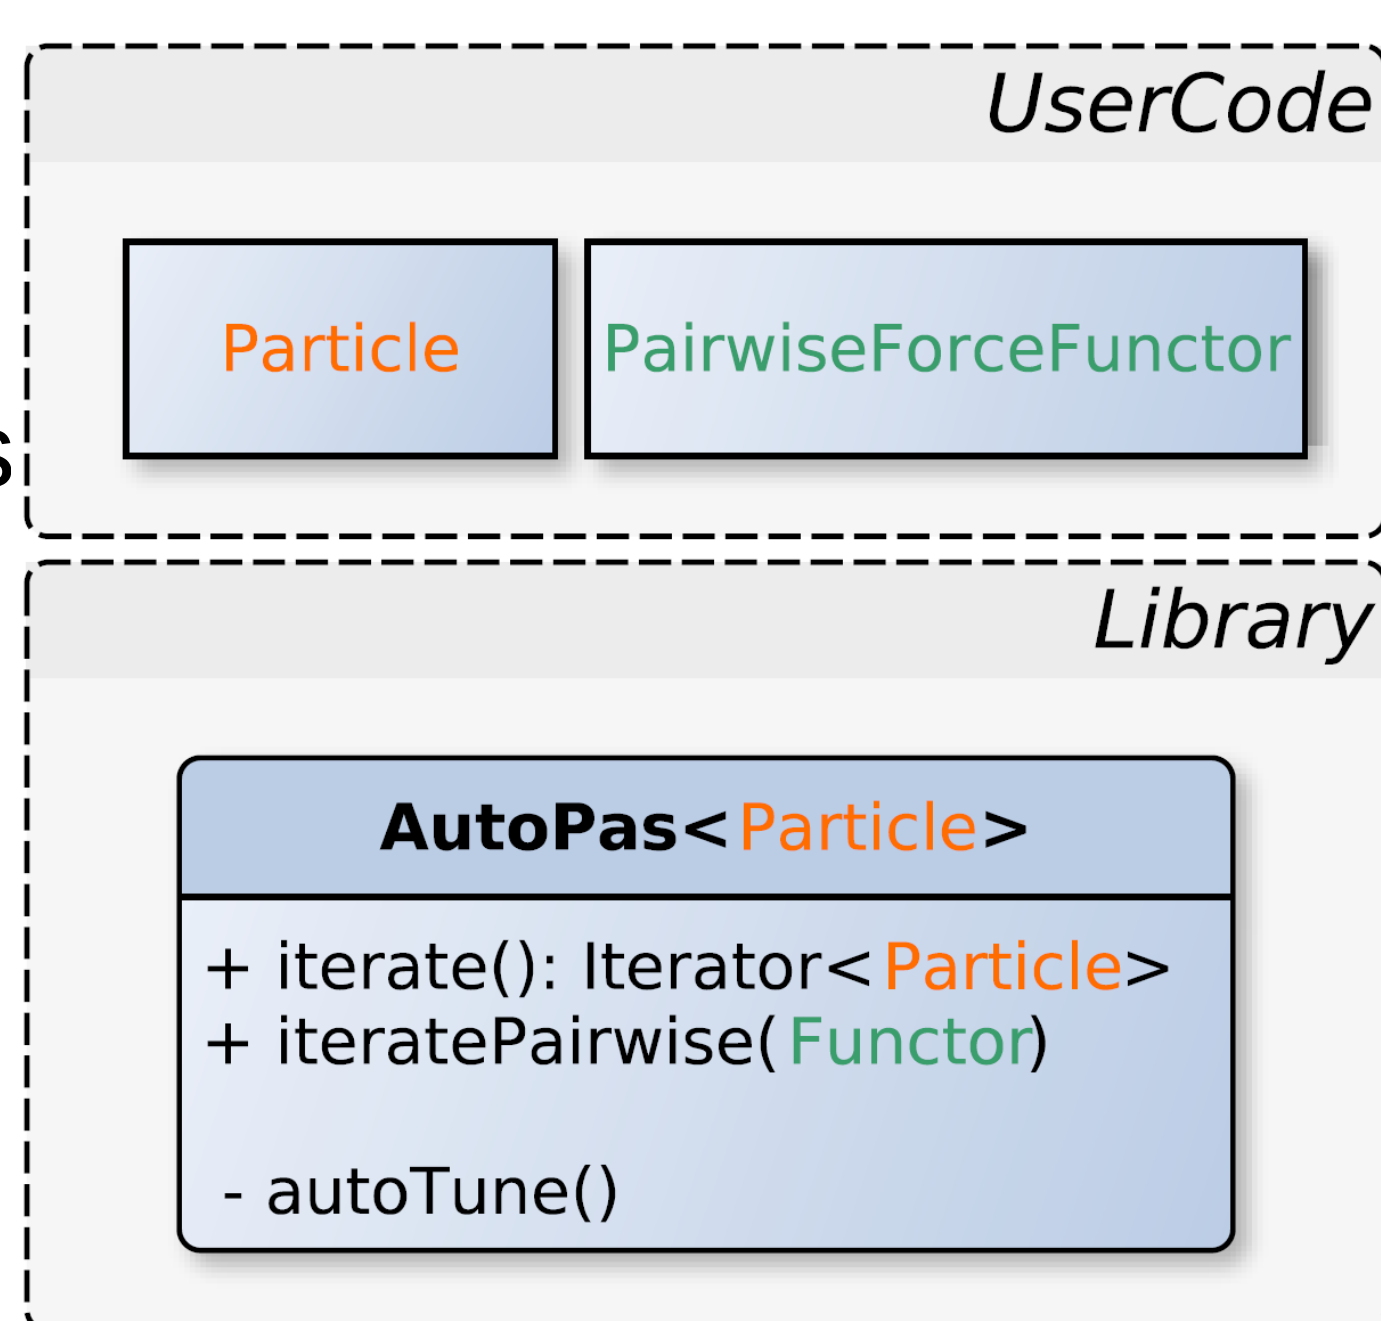 UserCode
Particle
PairwiseForceFunctor
s
Library
AutoPas<Particle>
+ iterate(): Iterator<Particle>
+ iteratePairwise(Functor)
- autoTune()